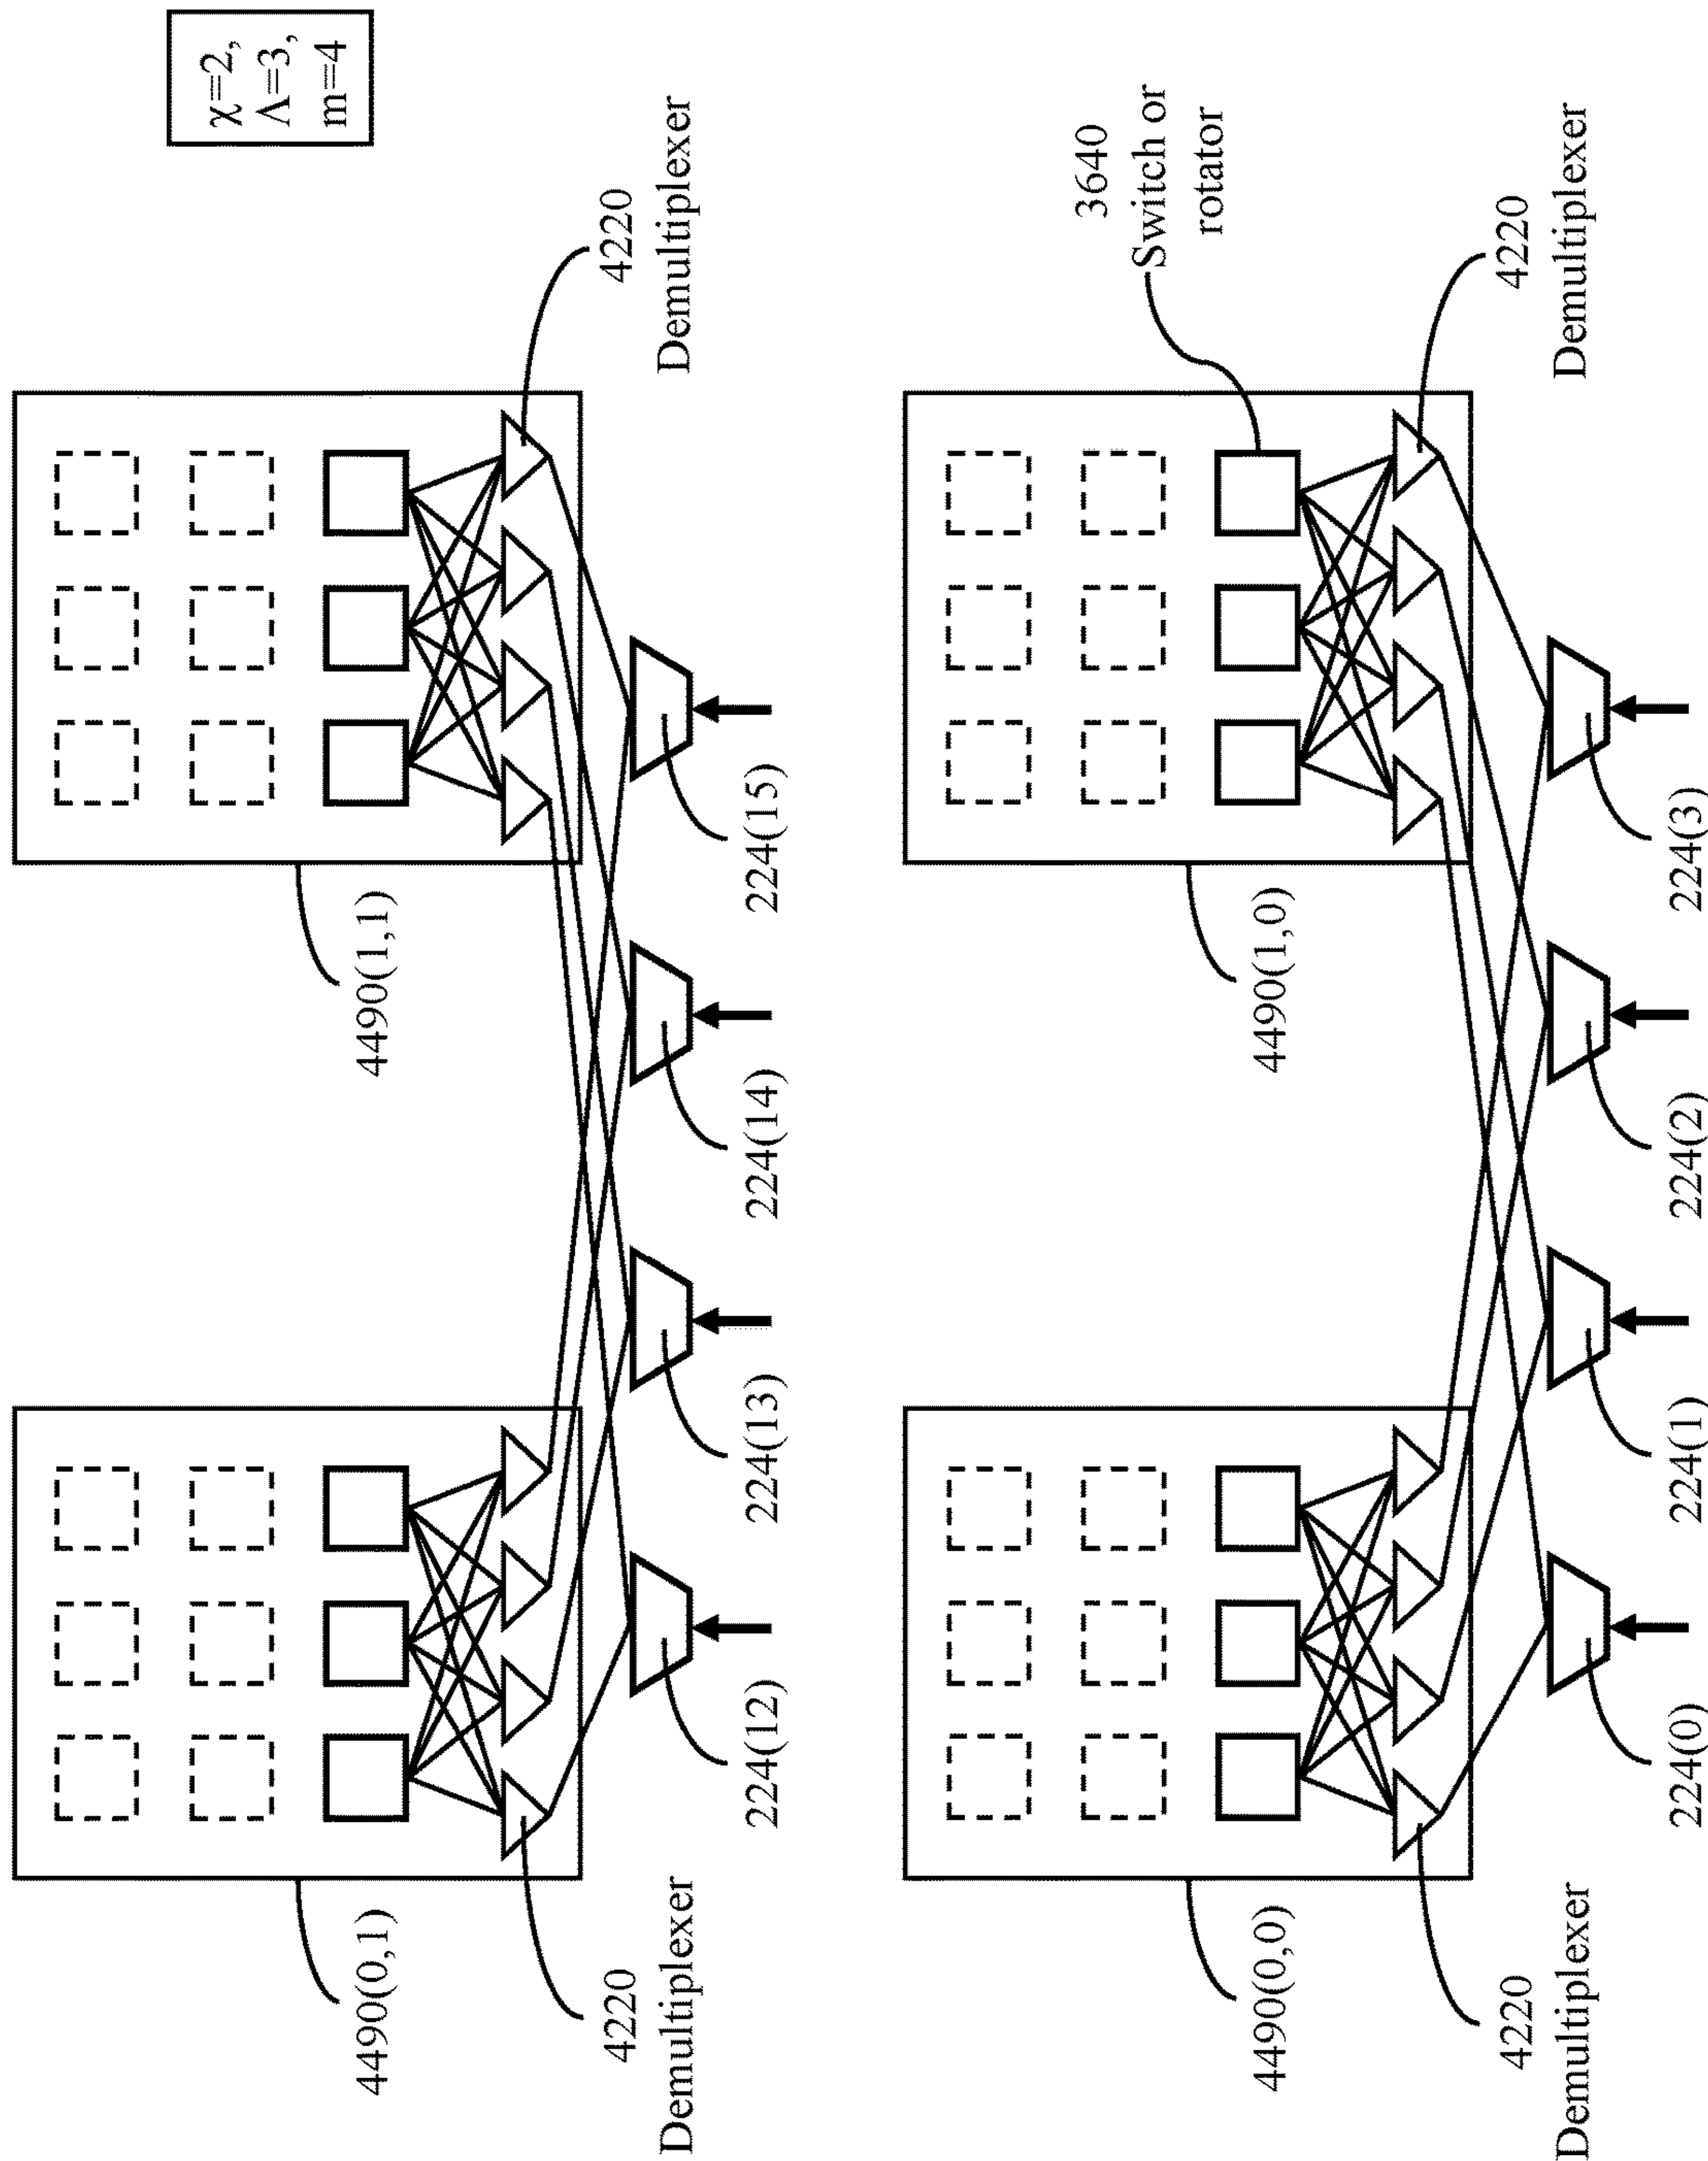 χ=2,
Λ=3,
m=4
4490(0,1)
4490(1,1)
4220
Demultiplexer
4220
Demultiplexer
224(12)
224(13)
224(14)
224(15)
3640
Switch or
rotator
4490(0,0)
4490(1,0)
4220
Demultiplexer
4220
Demultiplexer
224(0)
224(1)
224(2)
224(3)